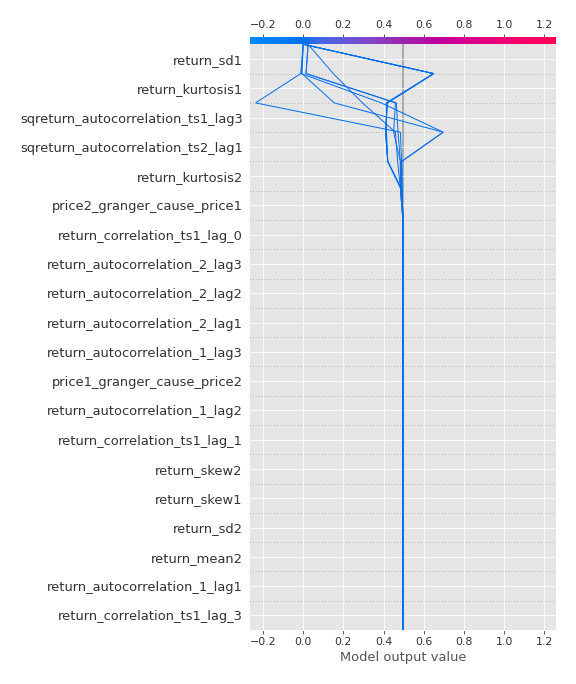 −0.2 0.0 0.2 0.4 0.6 0.8 1.0 1.2
return_sd1
return_kurtosis1
sqreturn_autocorrelation_ts1_lag3
sqreturn_autocorrelation_ts2_lag1
return_kurtosis2
price2_granger_cause_price1
return_correlation_ts1_lag_0
return_autocorrelation_2_lag3
return_autocorrelation_2_lag2
return_autocorrelation_2_lag1
return_autocorrelation_1_lag3
price1_granger_cause_price2
return_autocorrelation_1_lag2
return_correlation_ts1_lag_1
return_skew2
return_skew1
return_sd2
return_mean2
return_autocorrelation_1_lag1
return_correlation_ts1_lag_3
−0.2 0.0 0.2 0.4 0.6 0.8 1.0 1.2
Model output value